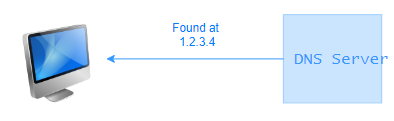 Found at
1.2.3.4
DNS Server